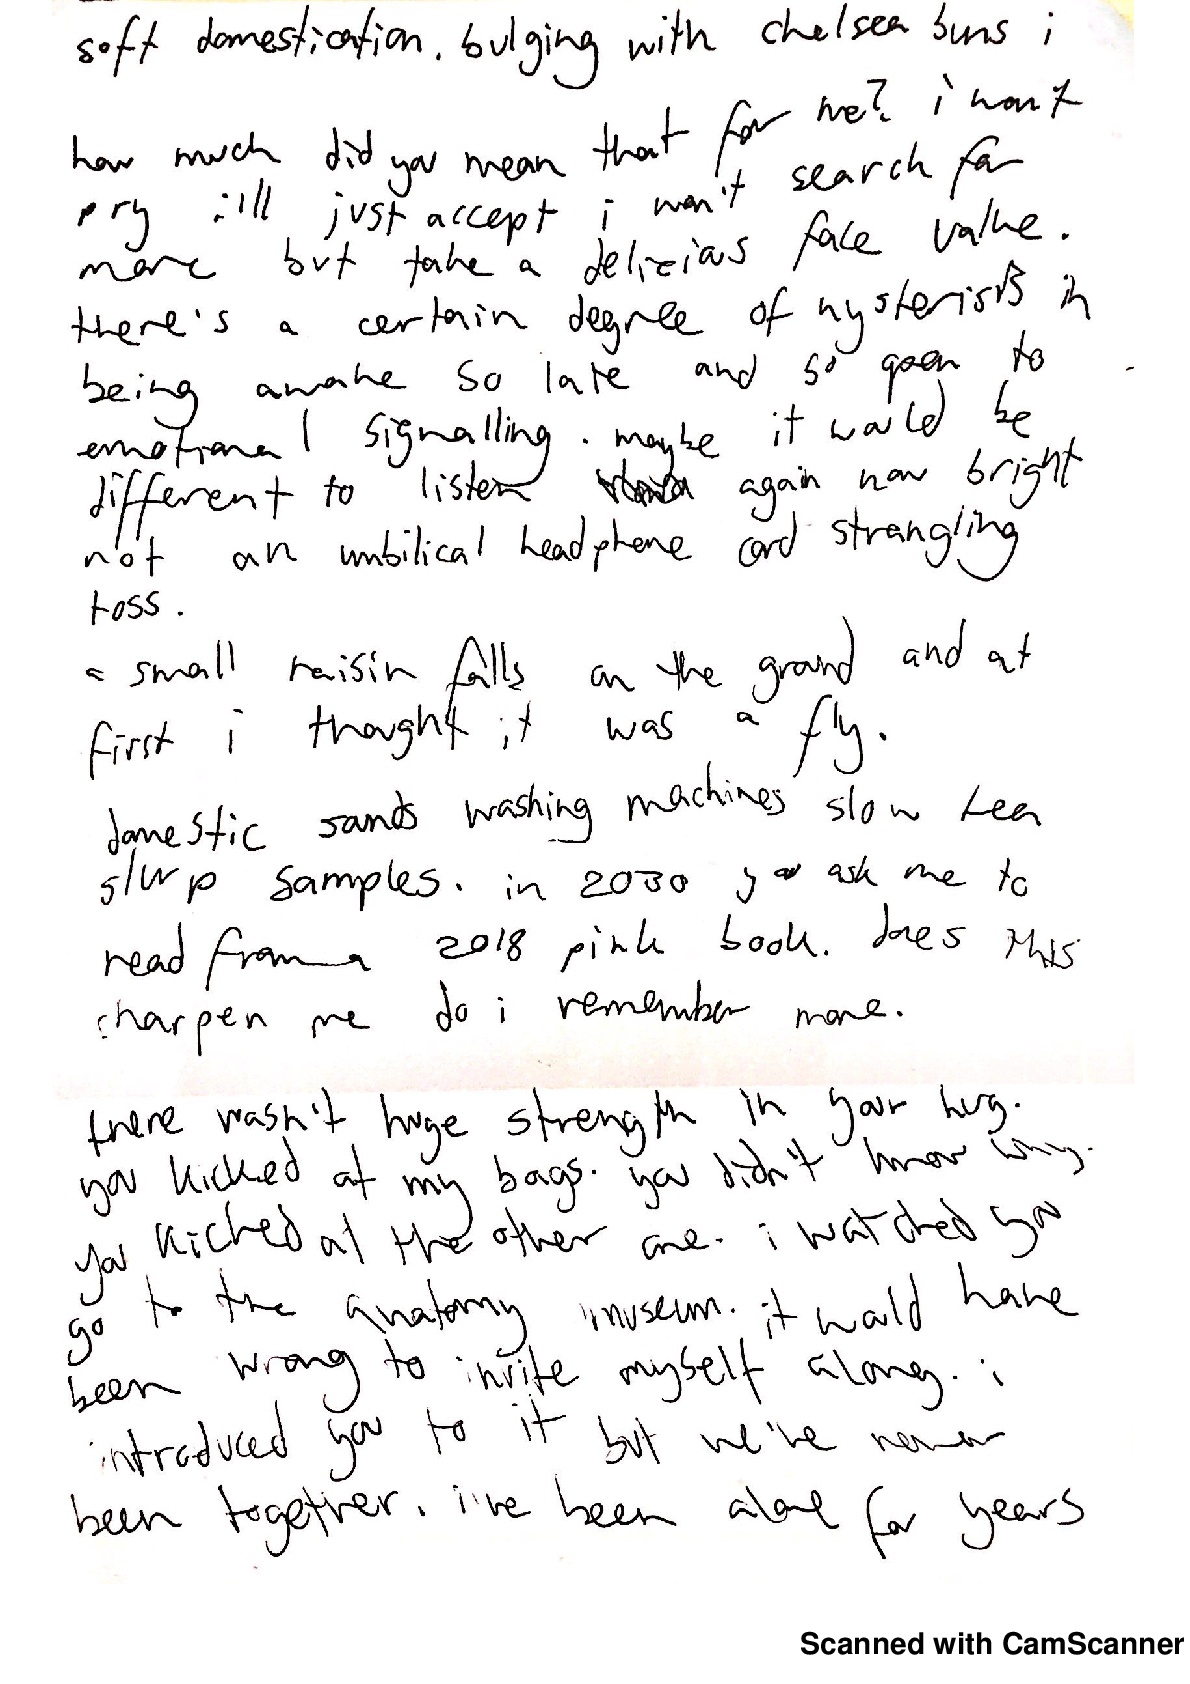 soft domestication. bulging with chelsea buns i
how much did you mean that for me? i won't
pry i'll just accept i won't search for
more but take a delicious face value.
there's a certain degree of in
being awake so late and so open to
emotional signalling. maybe it would be
different to listen again now bright
not an umbilical headphone cord strangling
toss.
a small raisin falls on the ground and at
first i thought it was a fly.
domestic sounds washing machines slow tea
slurp samples. in 2030 you ask me to
read from a 2018 pink book. does this
sharpen me do i remember more.
there wasn't huge strength in your hug.
you kicked at my bags. you didn't know why.
you kicked at the other one. i watched you
go to the anatomy museum. it would have
been wrong to invite myself along. i
introduced you to it but we've never
been together. i've been alone for years
Scanned with CamScanner